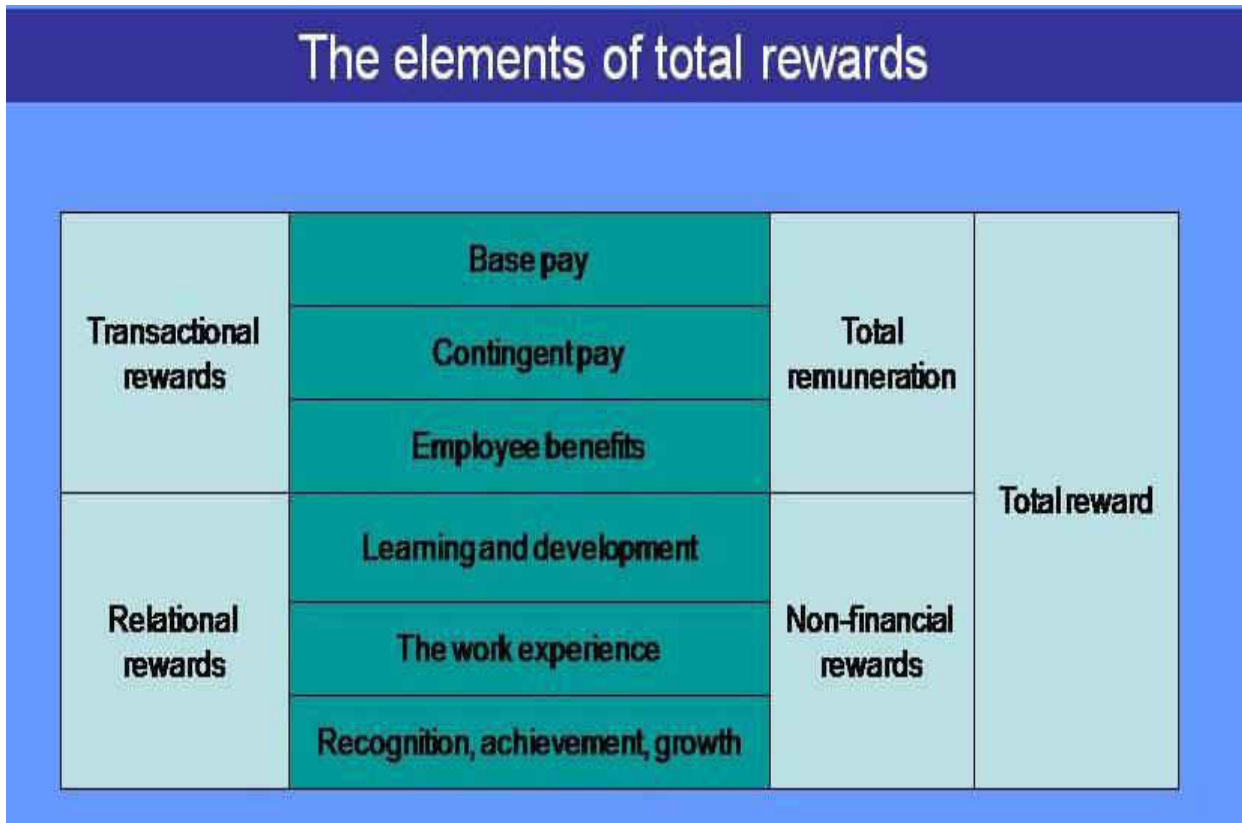 The elements of total rewards
Transactional
rewards
Base pay
Contingent pay
Employee benefits
Total
remuneration
Relational
rewards
Learning and development
The work experience
Recognition, achievement, growth
Non-financial
rewards
Total reward